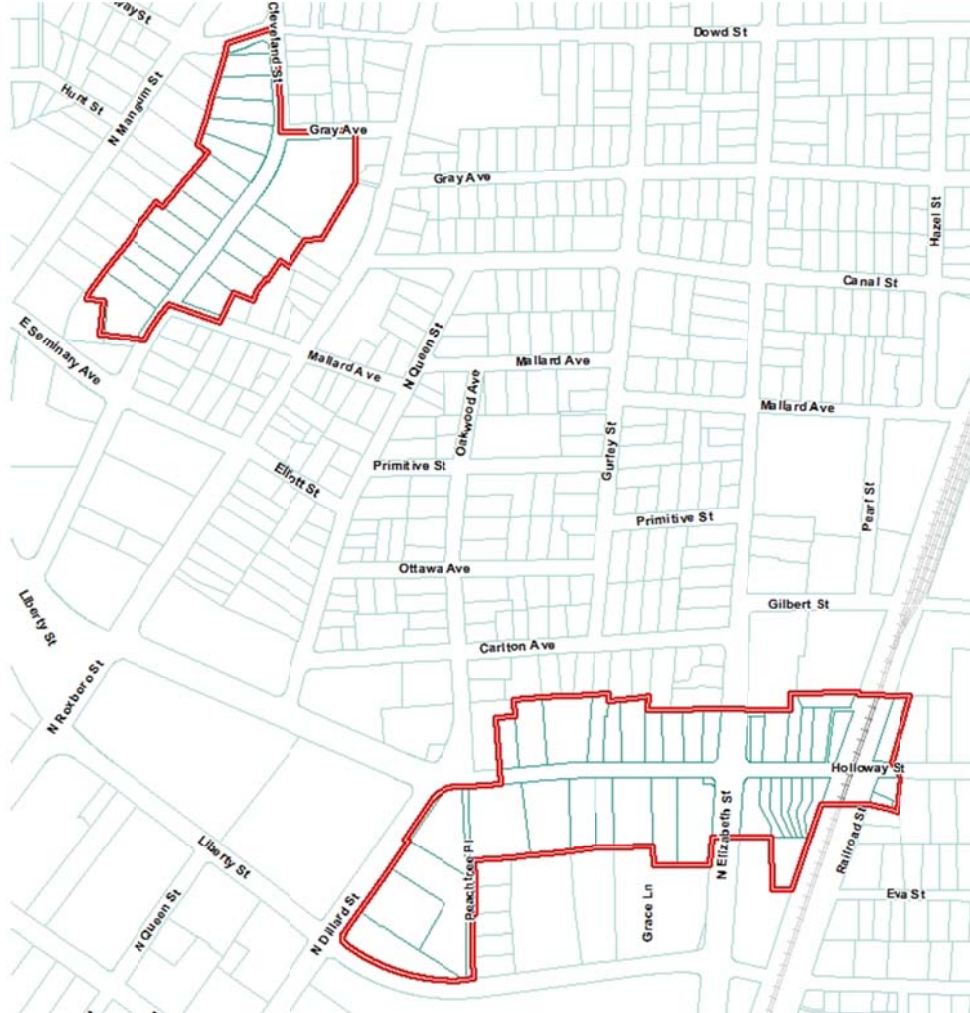 Cleveland St
Dowd St
Hunt St
N Mangum St
Gray Ave
Gray Ave
Hazel St
Canal St
E Seminary Ave
Mallard Ave
N Queen St
Mallard Ave
Oakwood Ave
Mallard Ave
Gurley St
Primitive St
Elliott St
Pearl St
Primitive St
Ottawa Ave
Liberty St
Gilbert St
Carlton Ave
N Roxboro St
Holloway St
N Elizabeth St
Railroad St
Liberty St
Peachtree Pl
N Queen St
N Dillard St
Grace Ln
Eva St